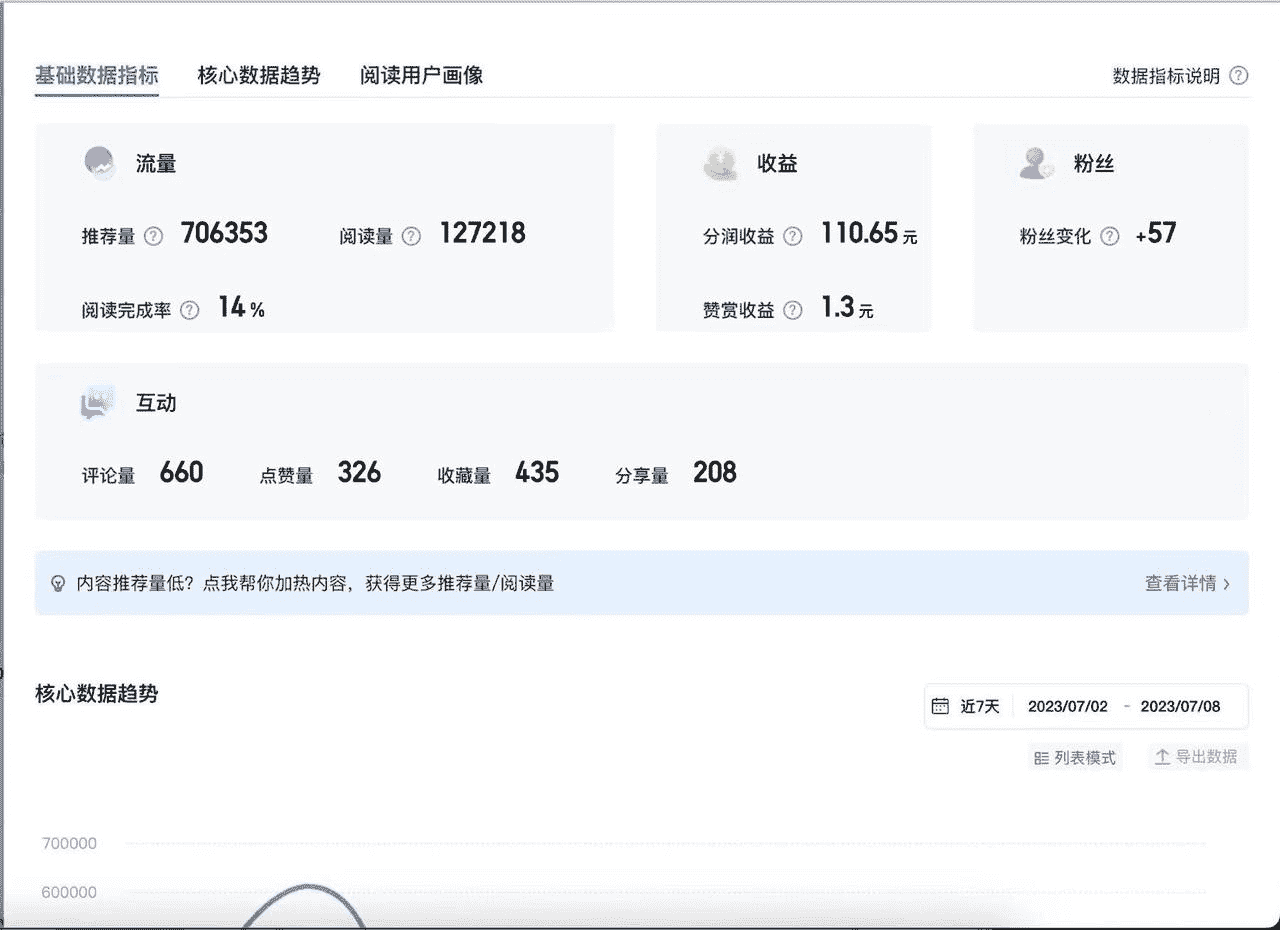 基础数据指标 核心数据趋势 阅读用户画像 数据指标说明 ?
流量
推荐量 ? 706353 阅读量 ? 127218
阅读完成率 ? 14%
收益
分润收益 ? 110.65元
赞赏收益 ? 1.3元
粉丝
粉丝变化 ? +57
互动
评论量 660 点赞量 326 收藏量 435 分享量 208
内容推荐量低？点我帮你加热内容，获得更多推荐量/阅读量 查看详情 >
核心数据趋势
近7天 2023/07/02 - 2023/07/08
列表模式 导出数据
700000
600000